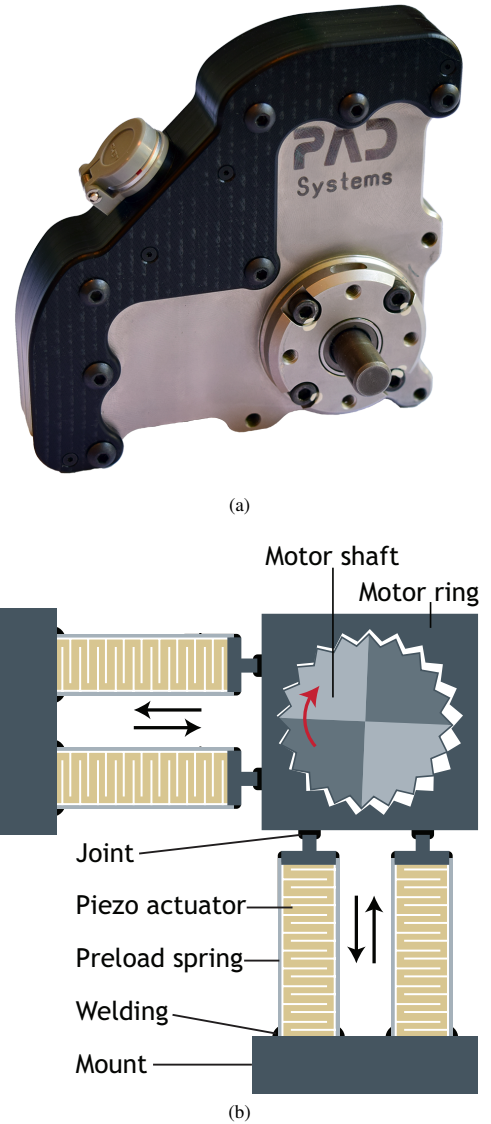 PAD
Systems
(a)
Motor shaft
Motor ring
Joint
Piezo actuator
Preload spring
Welding
Mount
(b)